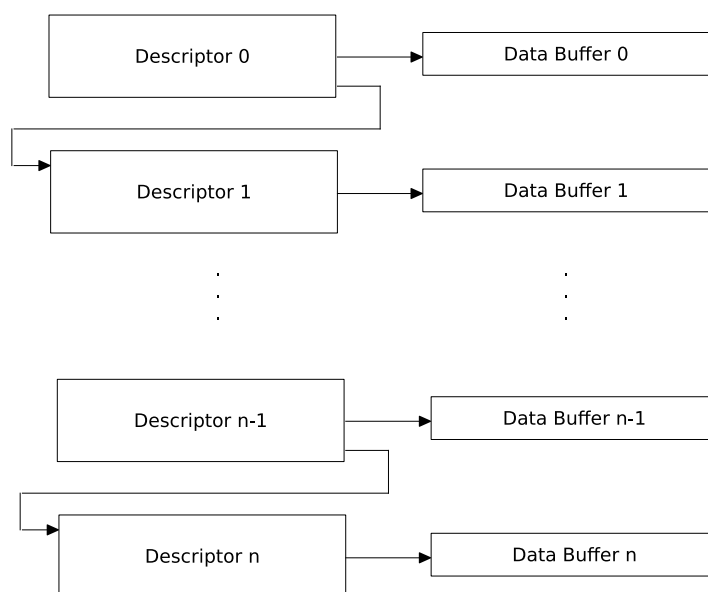 Descriptor 0
Data Buffer 0
Descriptor 1
Data Buffer 1
Descriptor n-1
Data Buffer n-1
Descriptor n
Data Buffer n